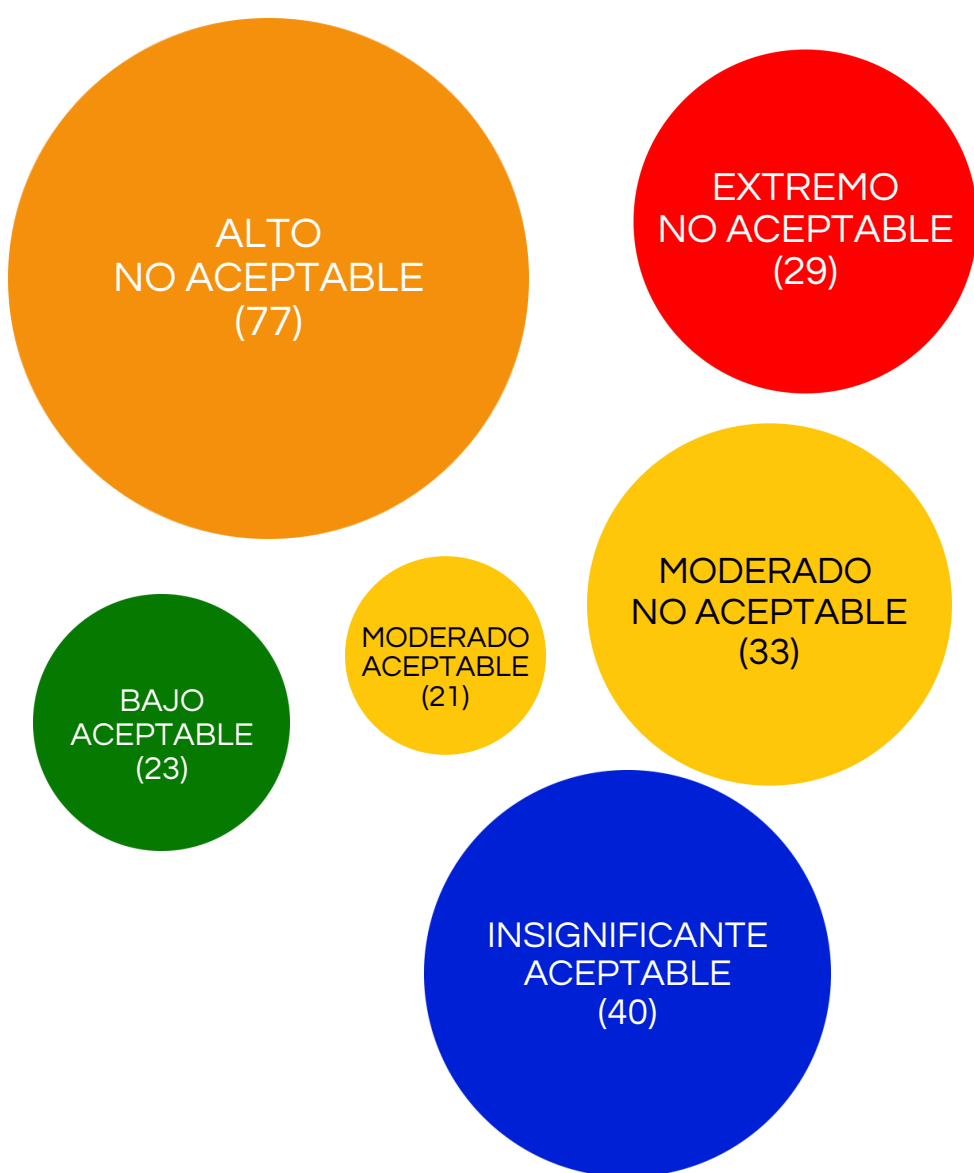 ALTO
NO ACEPTABLE
(77)
EXTREMO
NO ACEPTABLE
(29)
MODERADO
NO ACEPTABLE
(33)
MODERADO
ACEPTABLE
(21)
BAJO
ACEPTABLE
(23)
INSIGNIFICANTE
ACEPTABLE
(40)